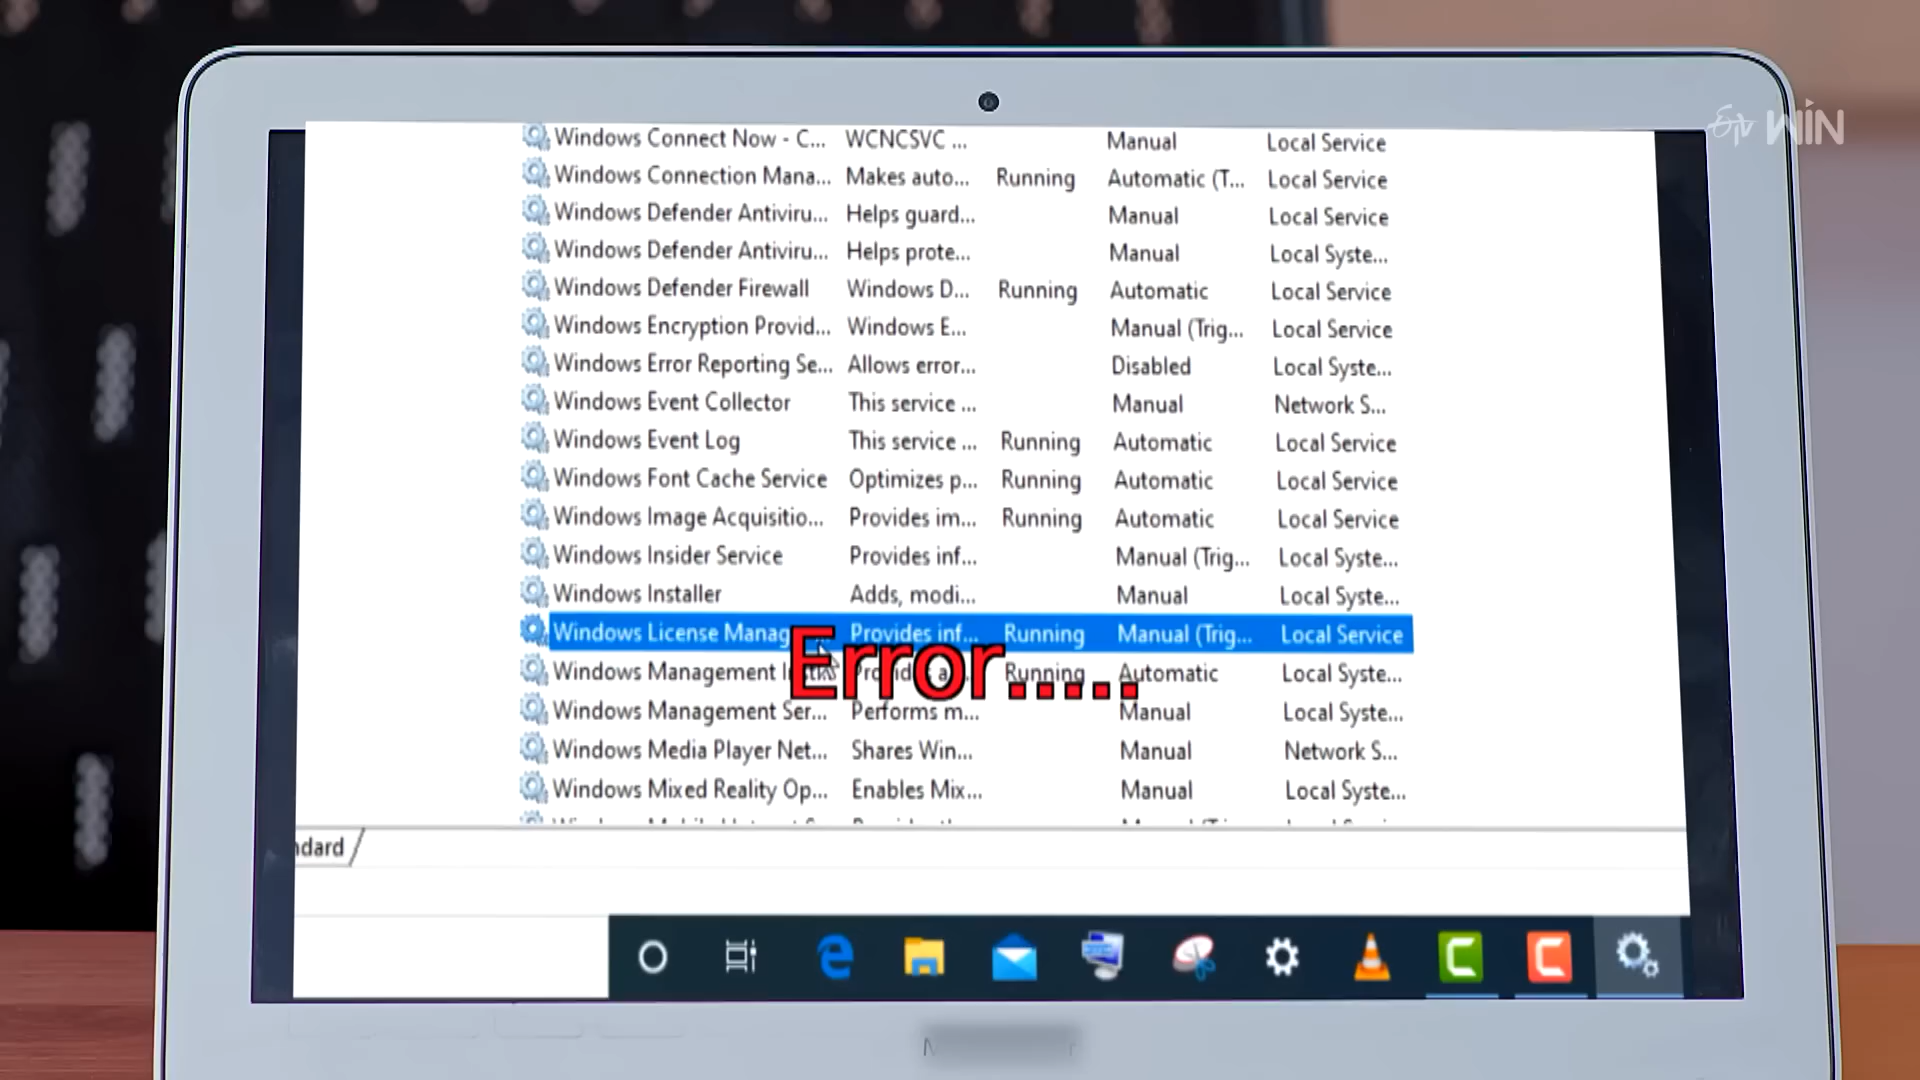 ETV WIN
Windows Connect Now - C... WCNCSVC ... Manual Local Service
Windows Connection Mana... Makes auto... Running Automatic (T... Local Service
Windows Defender Antiviru... Helps guard... Manual Local Service
Windows Defender Antiviru... Helps prote... Manual Local Syste...
Windows Defender Firewall Windows D... Running Automatic Local Service
Windows Encryption Provid... Windows E... Manual (Trig... Local Service
Windows Error Reporting Se... Allows error... Disabled Local Syste...
Windows Event Collector This service ... Manual Network S...
Windows Event Log This service ... Running Automatic Local Service
Windows Font Cache Service Optimizes p... Running Automatic Local Service
Windows Image Acquisitio... Provides im... Running Automatic Local Service
Windows Insider Service Provides inf... Manual (Trig... Local Syste...
Windows Installer Adds, modi... Manual Local Syste...
Windows License Manag... Provides inf... Running Manual (Trig... Local Service
Error.....
Windows Management Running Automatic Local Syste...
Windows Management Ser... Performs m... Manual Local Syste...
Windows Media Player Net... Shares Win... Manual Network S...
Windows Mixed Reality Op... Enables Mix... Manual Local Syste...
ndard